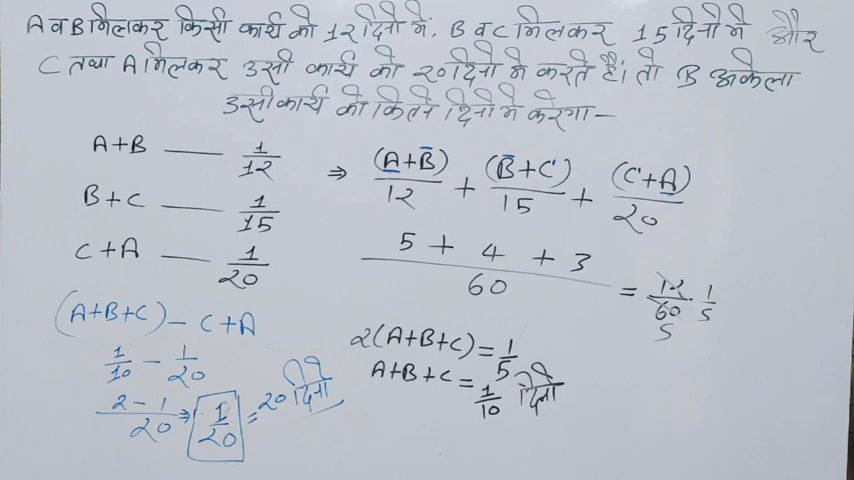 A व B मिलकर किसी कार्य को 12 दिनों में, B व C मिलकर 15 दिनों में और
C तथा A मिलकर उसी कार्य को 20 दिनों में करते हैं। तो B अकेला
उसी कार्य को कितने दिनों में करेगा —
A+B —— 1/12
B+C —— 1/15
C+A —— 1/20
⇒ (A+B)/12 + (B+C)/15 + (C+A)/20
5 + 4 + 3 / 60 = 12/60 5 · 1/5
2(A+B+C) = 1/5
A+B+C = 1/10 दिनों
(A+B+C) – C+A
1/10 – 1/20
2-1/20 ⇒ 1/20 = 20 दिनों